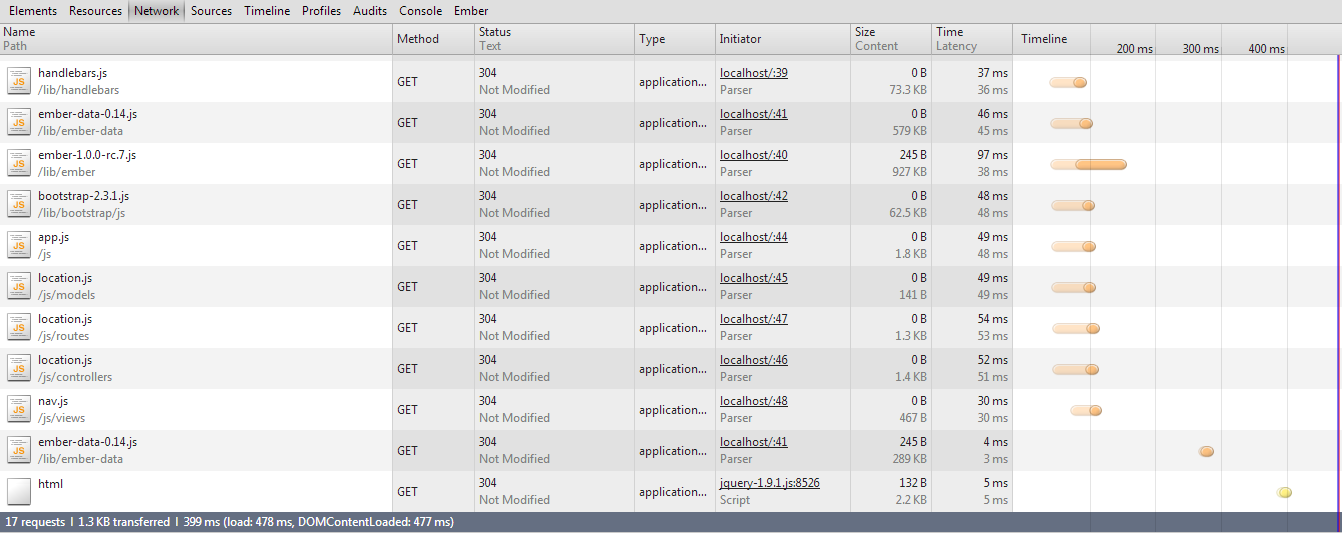 Elements Resources Network Sources Timeline Profiles Audits Console Ember
Name Method Status Type Initiator Size Time Timeline
Path Text Content Latency 200 ms 300 ms 400 ms
handlebars.js 304 localhost/:39 0 B 37 ms
JS /lib/handlebars GET Not Modified application... Parser 73.3 KB 36 ms
ember-data-0.14.js 304 localhost/:41 0 B 46 ms
JS /lib/ember-data GET Not Modified application... Parser 579 KB 45 ms
ember-1.0.0-rc.7.js 304 localhost/:40 245 B 97 ms
JS /lib/ember GET Not Modified application... Parser 927 KB 38 ms
bootstrap-2.3.1.js 304 localhost/:42 0 B 48 ms
JS /lib/bootstrap/js GET Not Modified application... Parser 62.5 KB 48 ms
app.js 304 localhost/:44 0 B 49 ms
JS /js GET Not Modified application... Parser 1.8 KB 48 ms
location.js 304 localhost/:45 0 B 49 ms
JS /js/models GET Not Modified application... Parser 141 B 49 ms
location.js 304 localhost/:47 0 B 54 ms
JS /js/routes GET Not Modified application... Parser 1.3 KB 53 ms
location.js 304 localhost/:46 0 B 52 ms
JS /js/controllers GET Not Modified application... Parser 1.4 KB 51 ms
nav.js 304 localhost/:48 0 B 30 ms
JS /js/views GET Not Modified application... Parser 467 B 30 ms
ember-data-0.14.js 304 localhost/:41 245 B 4 ms
JS /lib/ember-data GET Not Modified application... Parser 289 KB 3 ms
html 304 jquery-1.9.1.js:8526 132 B 5 ms
GET Not Modified application... Script 2.2 KB 5 ms
17 requests | 1.3 KB transferred | 399 ms (load: 478 ms, DOMContentLoaded: 477 ms)